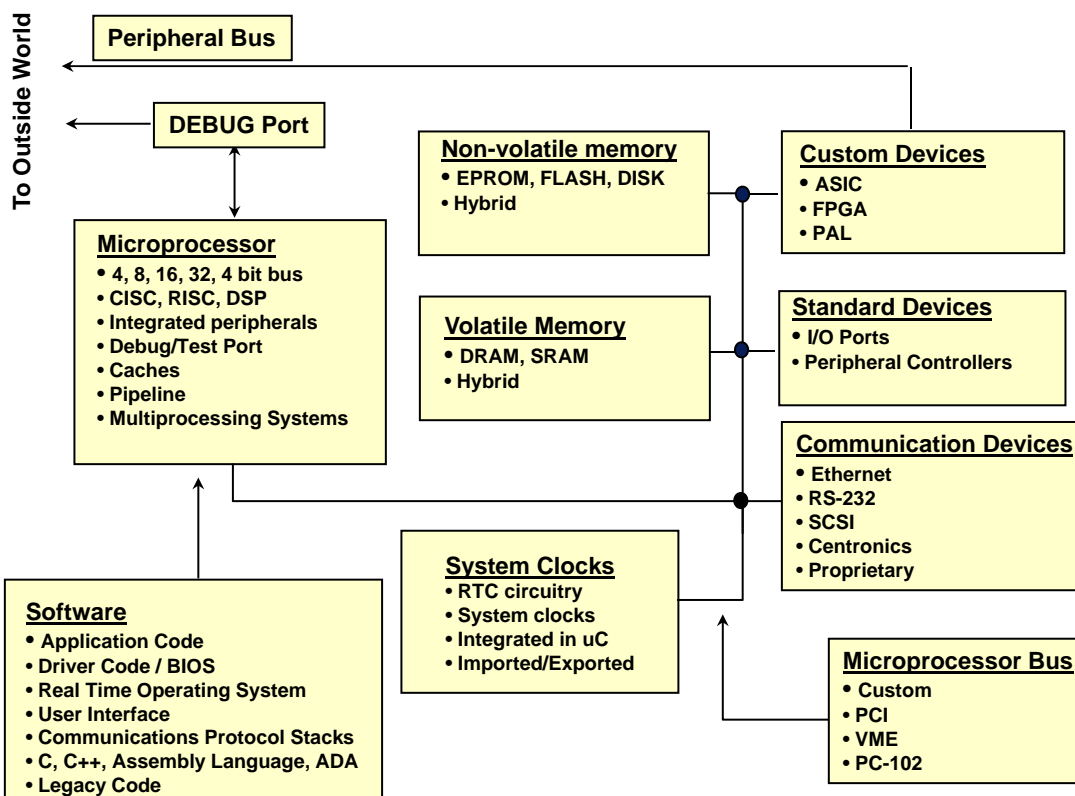 To Outside World
Peripheral Bus
DEBUG Port
Microprocessor
• 4, 8, 16, 32, 4 bit bus
• CISC, RISC, DSP
• Integrated peripherals
• Debug/Test Port
• Caches
• Pipeline
• Multiprocessing Systems
Non-volatile memory
• EPROM, FLASH, DISK
• Hybrid
Custom Devices
• ASIC
• FPGA
• PAL
Volatile Memory
• DRAM, SRAM
• Hybrid
Standard Devices
• I/O Ports
• Peripheral Controllers
Communication Devices
• Ethernet
• RS-232
• SCSI
• Centronics
• Proprietary
System Clocks
• RTC circuitry
• System clocks
• Integrated in uC
• Imported/Exported
Software
• Application Code
• Driver Code / BIOS
• Real Time Operating System
• User Interface
• Communications Protocol Stacks
• C, C++, Assembly Language, ADA
• Legacy Code
Microprocessor Bus
• Custom
• PCI
• VME
• PC-102